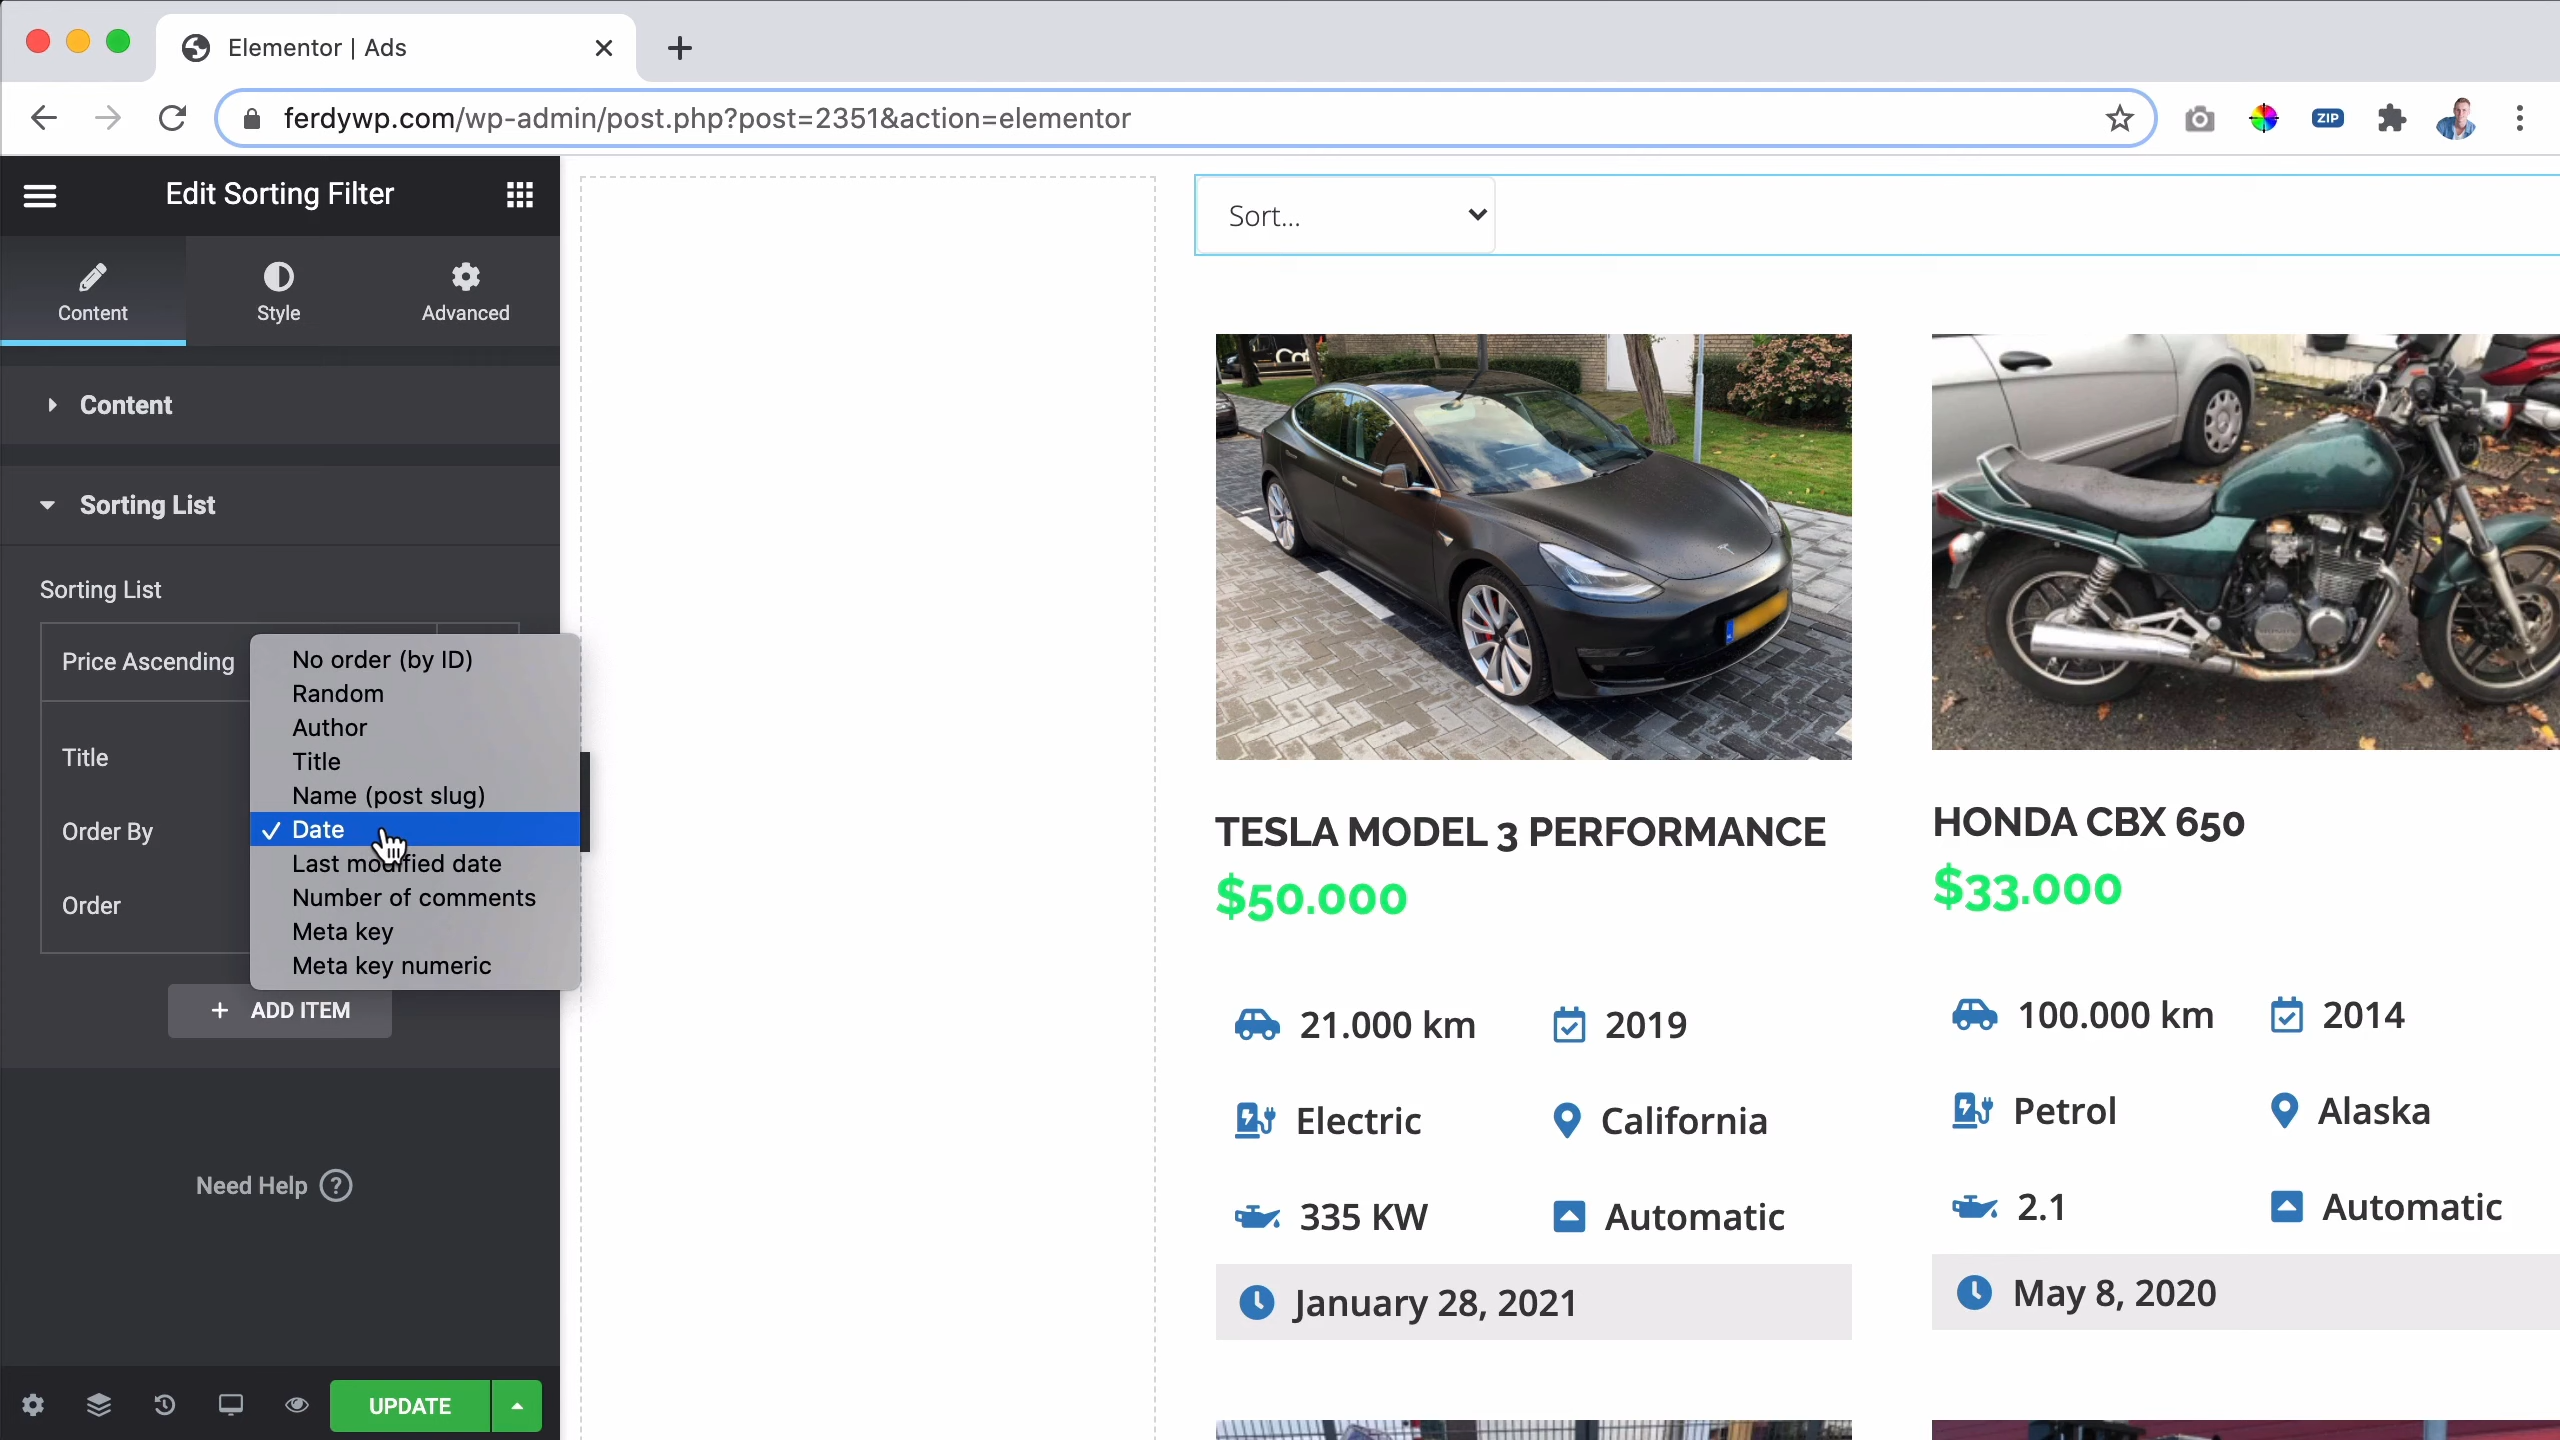 Elementor | Ads
ferdywp.com/wp-admin/post.php?post=2351&action=elementor
ZIP
Edit Sorting Filter
Content
Style
Advanced
Content
Sorting List
Sorting List
Price Ascending
Title
Order By
Order
No order (by ID)
Random
Author
Title
Name (post slug)
Date
Last modified date
Number of comments
Meta key
Meta key numeric
+ ADD ITEM
Need Help ?
UPDATE
Sort...
TESLA MODEL 3 PERFORMANCE
$50.000
21.000 km
2019
Electric
California
335 KW
Automatic
January 28, 2021
HONDA CBX 650
$33.000
100.000 km
2014
Petrol
Alaska
2.1
Automatic
May 8, 2020